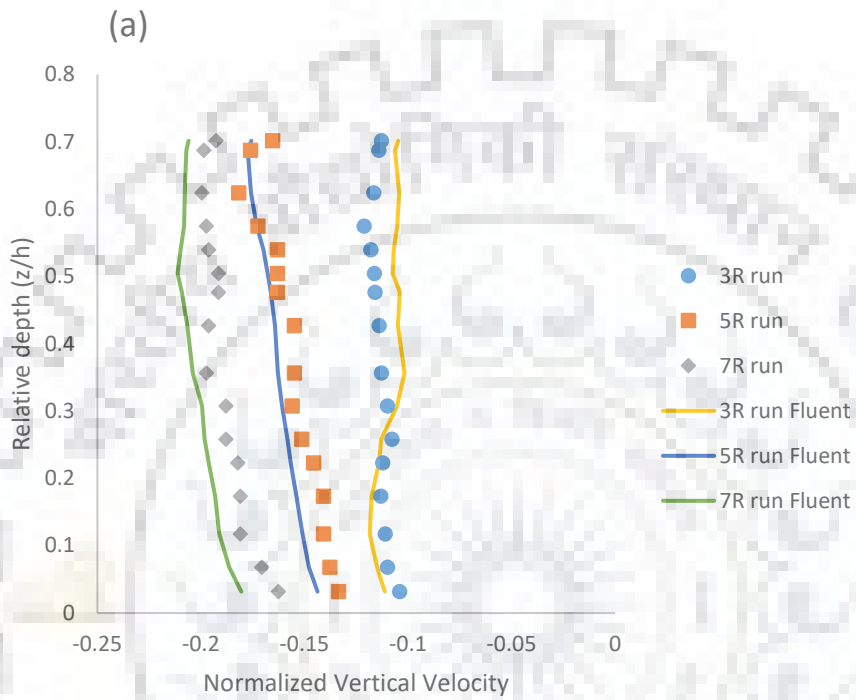 (a)
0.8
0.7
0.6
0.5
0.4
0.3
0.2
0.1
0
Relative depth (z/h)
-0.25
-0.2
-0.15
-0.1
-0.05
0
Normalized Vertical Velocity
3R run
5R run
7R run
3R run Fluent
5R run Fluent
7R run Fluent